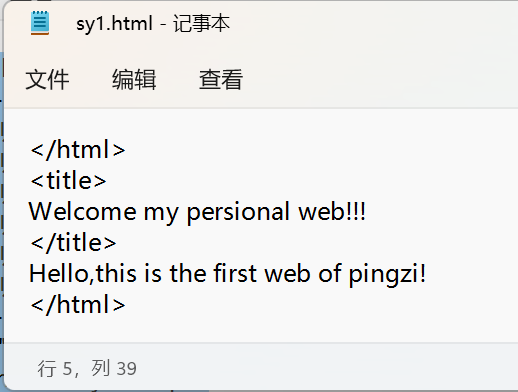 sy1.html - 记事本
文件 编辑 查看
</html>
<title>
Welcome my persional web!!!
</title>
Hello,this is the first web of pingzi!
</html>
行 5，列 39